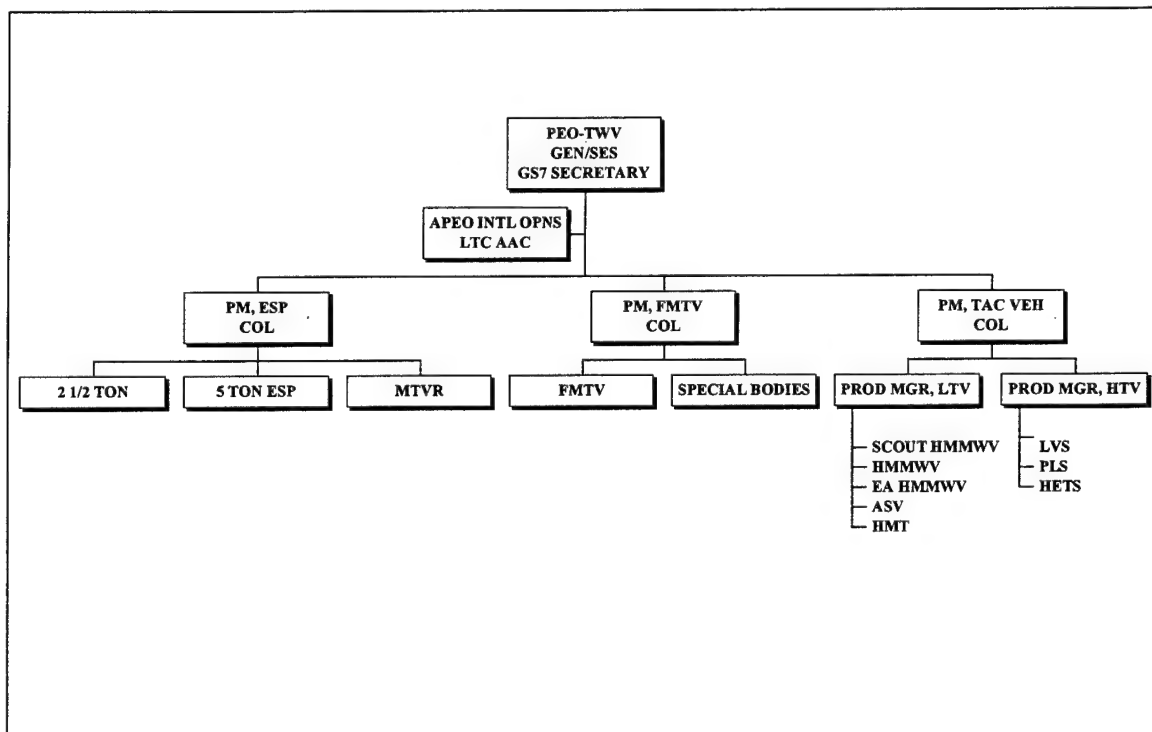 PEO-TWV
GEN/SES
GS7 SECRETARY
APEO INTL OPNS
LTC AAC
PM, ESP
COL
PM, FMTV
COL
PM, TAC VEH
COL
2 1/2 TON
5 TON ESP
MTVR
FMTV
SPECIAL BODIES
PROD MGR, LTV
PROD MGR, HTV
SCOUT HMMWV
HMMWV
EA HMMWV
ASV
HMT
LVS
PLS
HETS